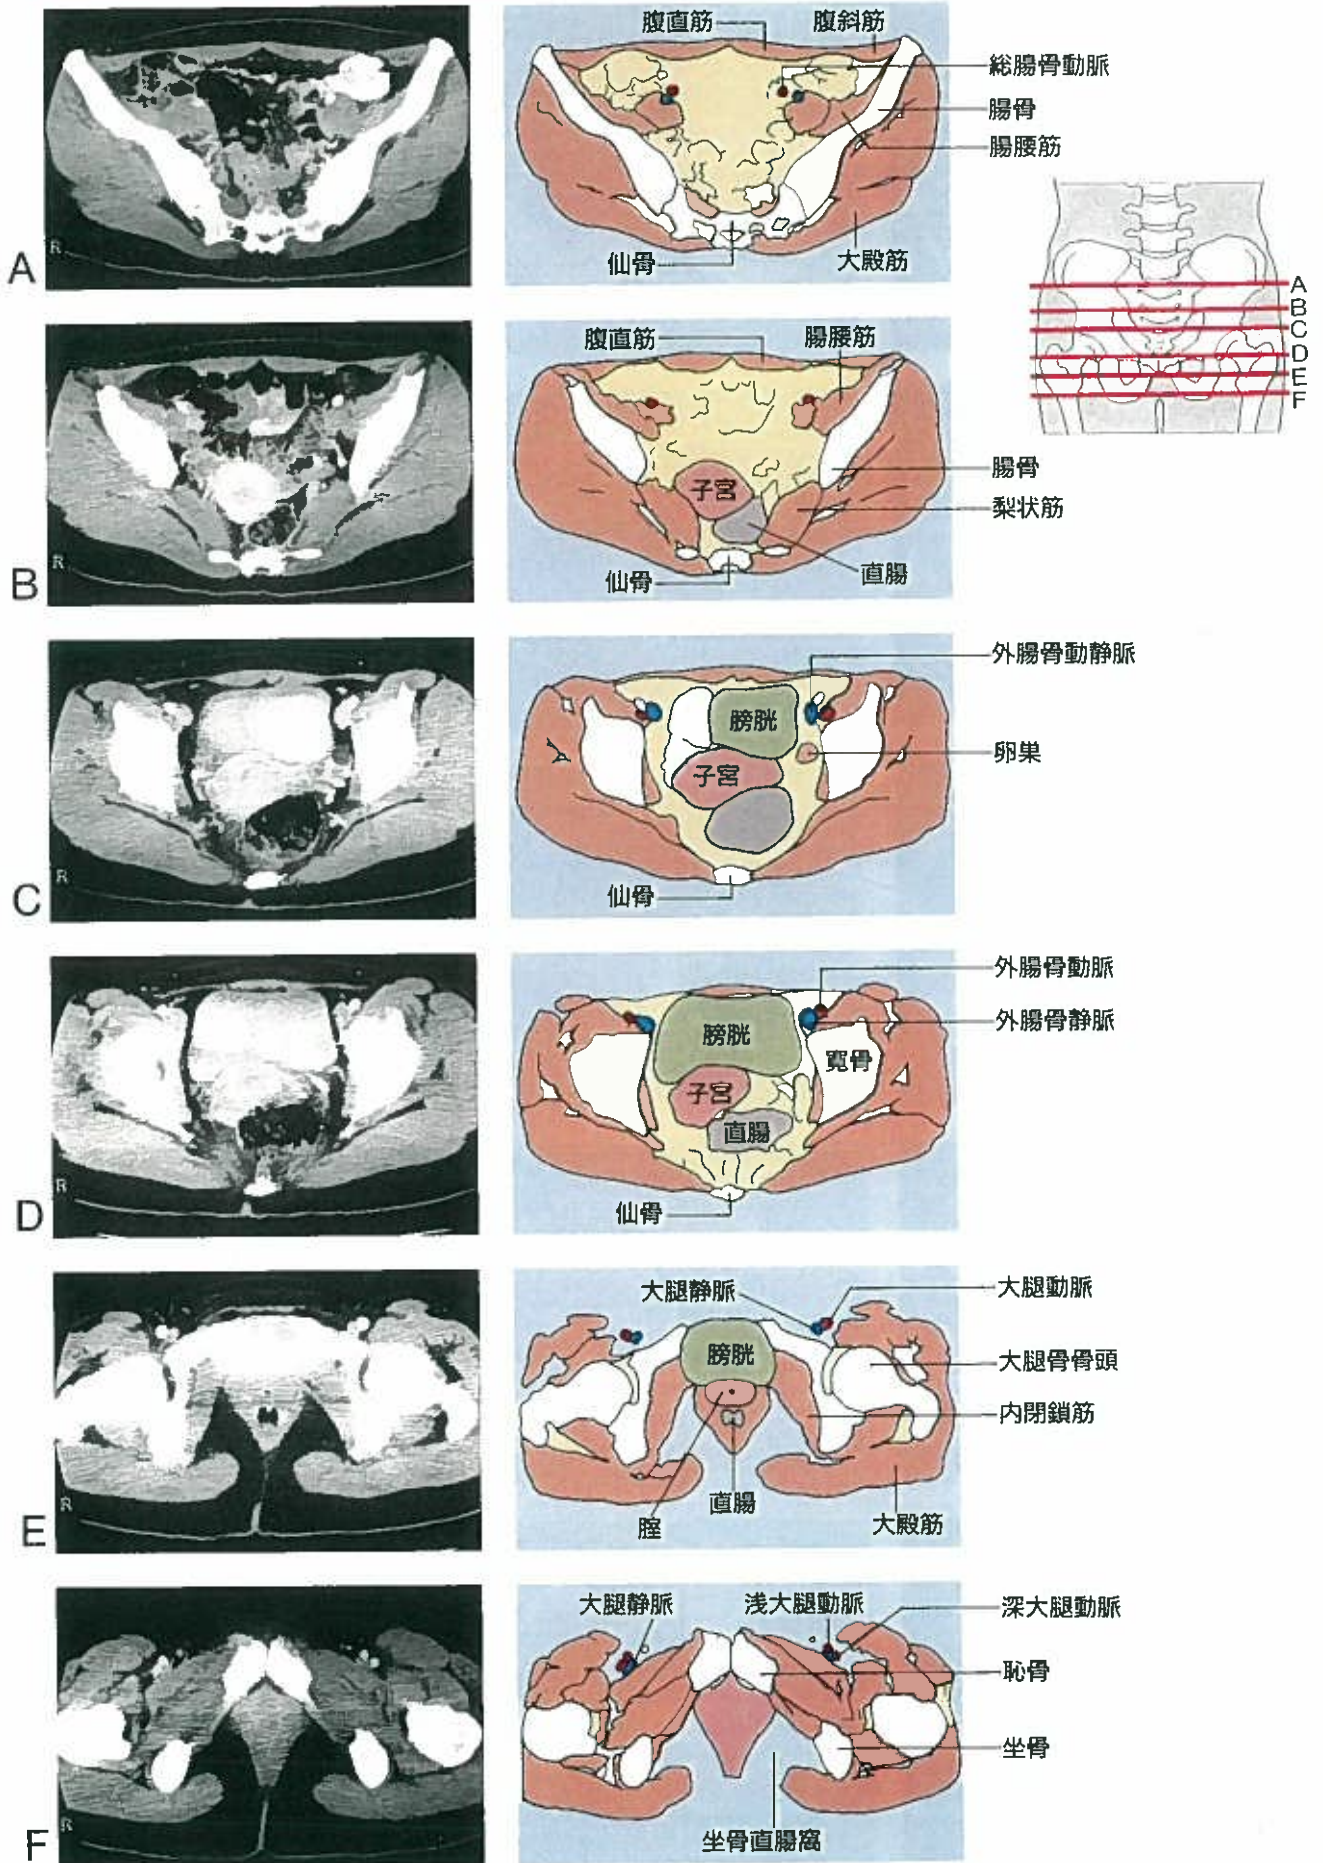 腹直筋
腹斜筋
総腸骨動脈
腸骨
腸腰筋
R
A
仙骨
大殿筋
A
B
C
D
E
F
腹直筋
腸腰筋
腸骨
子宮
梨状筋
R
B
仙骨
直腸
外腸骨動静脈
膀胱
卵巣
子宮
R
C
仙骨
外腸骨動脈
外腸骨静脈
膀胱
寛骨
子宮
直腸
R
D
仙骨
大腿静脈
大腿動脈
膀胱
大腿骨骨頭
内閉鎖筋
R
直腸
E
腟
大殿筋
大腿静脈
浅大腿動脈
深大腿動脈
恥骨
坐骨
R
F
坐骨直腸窩